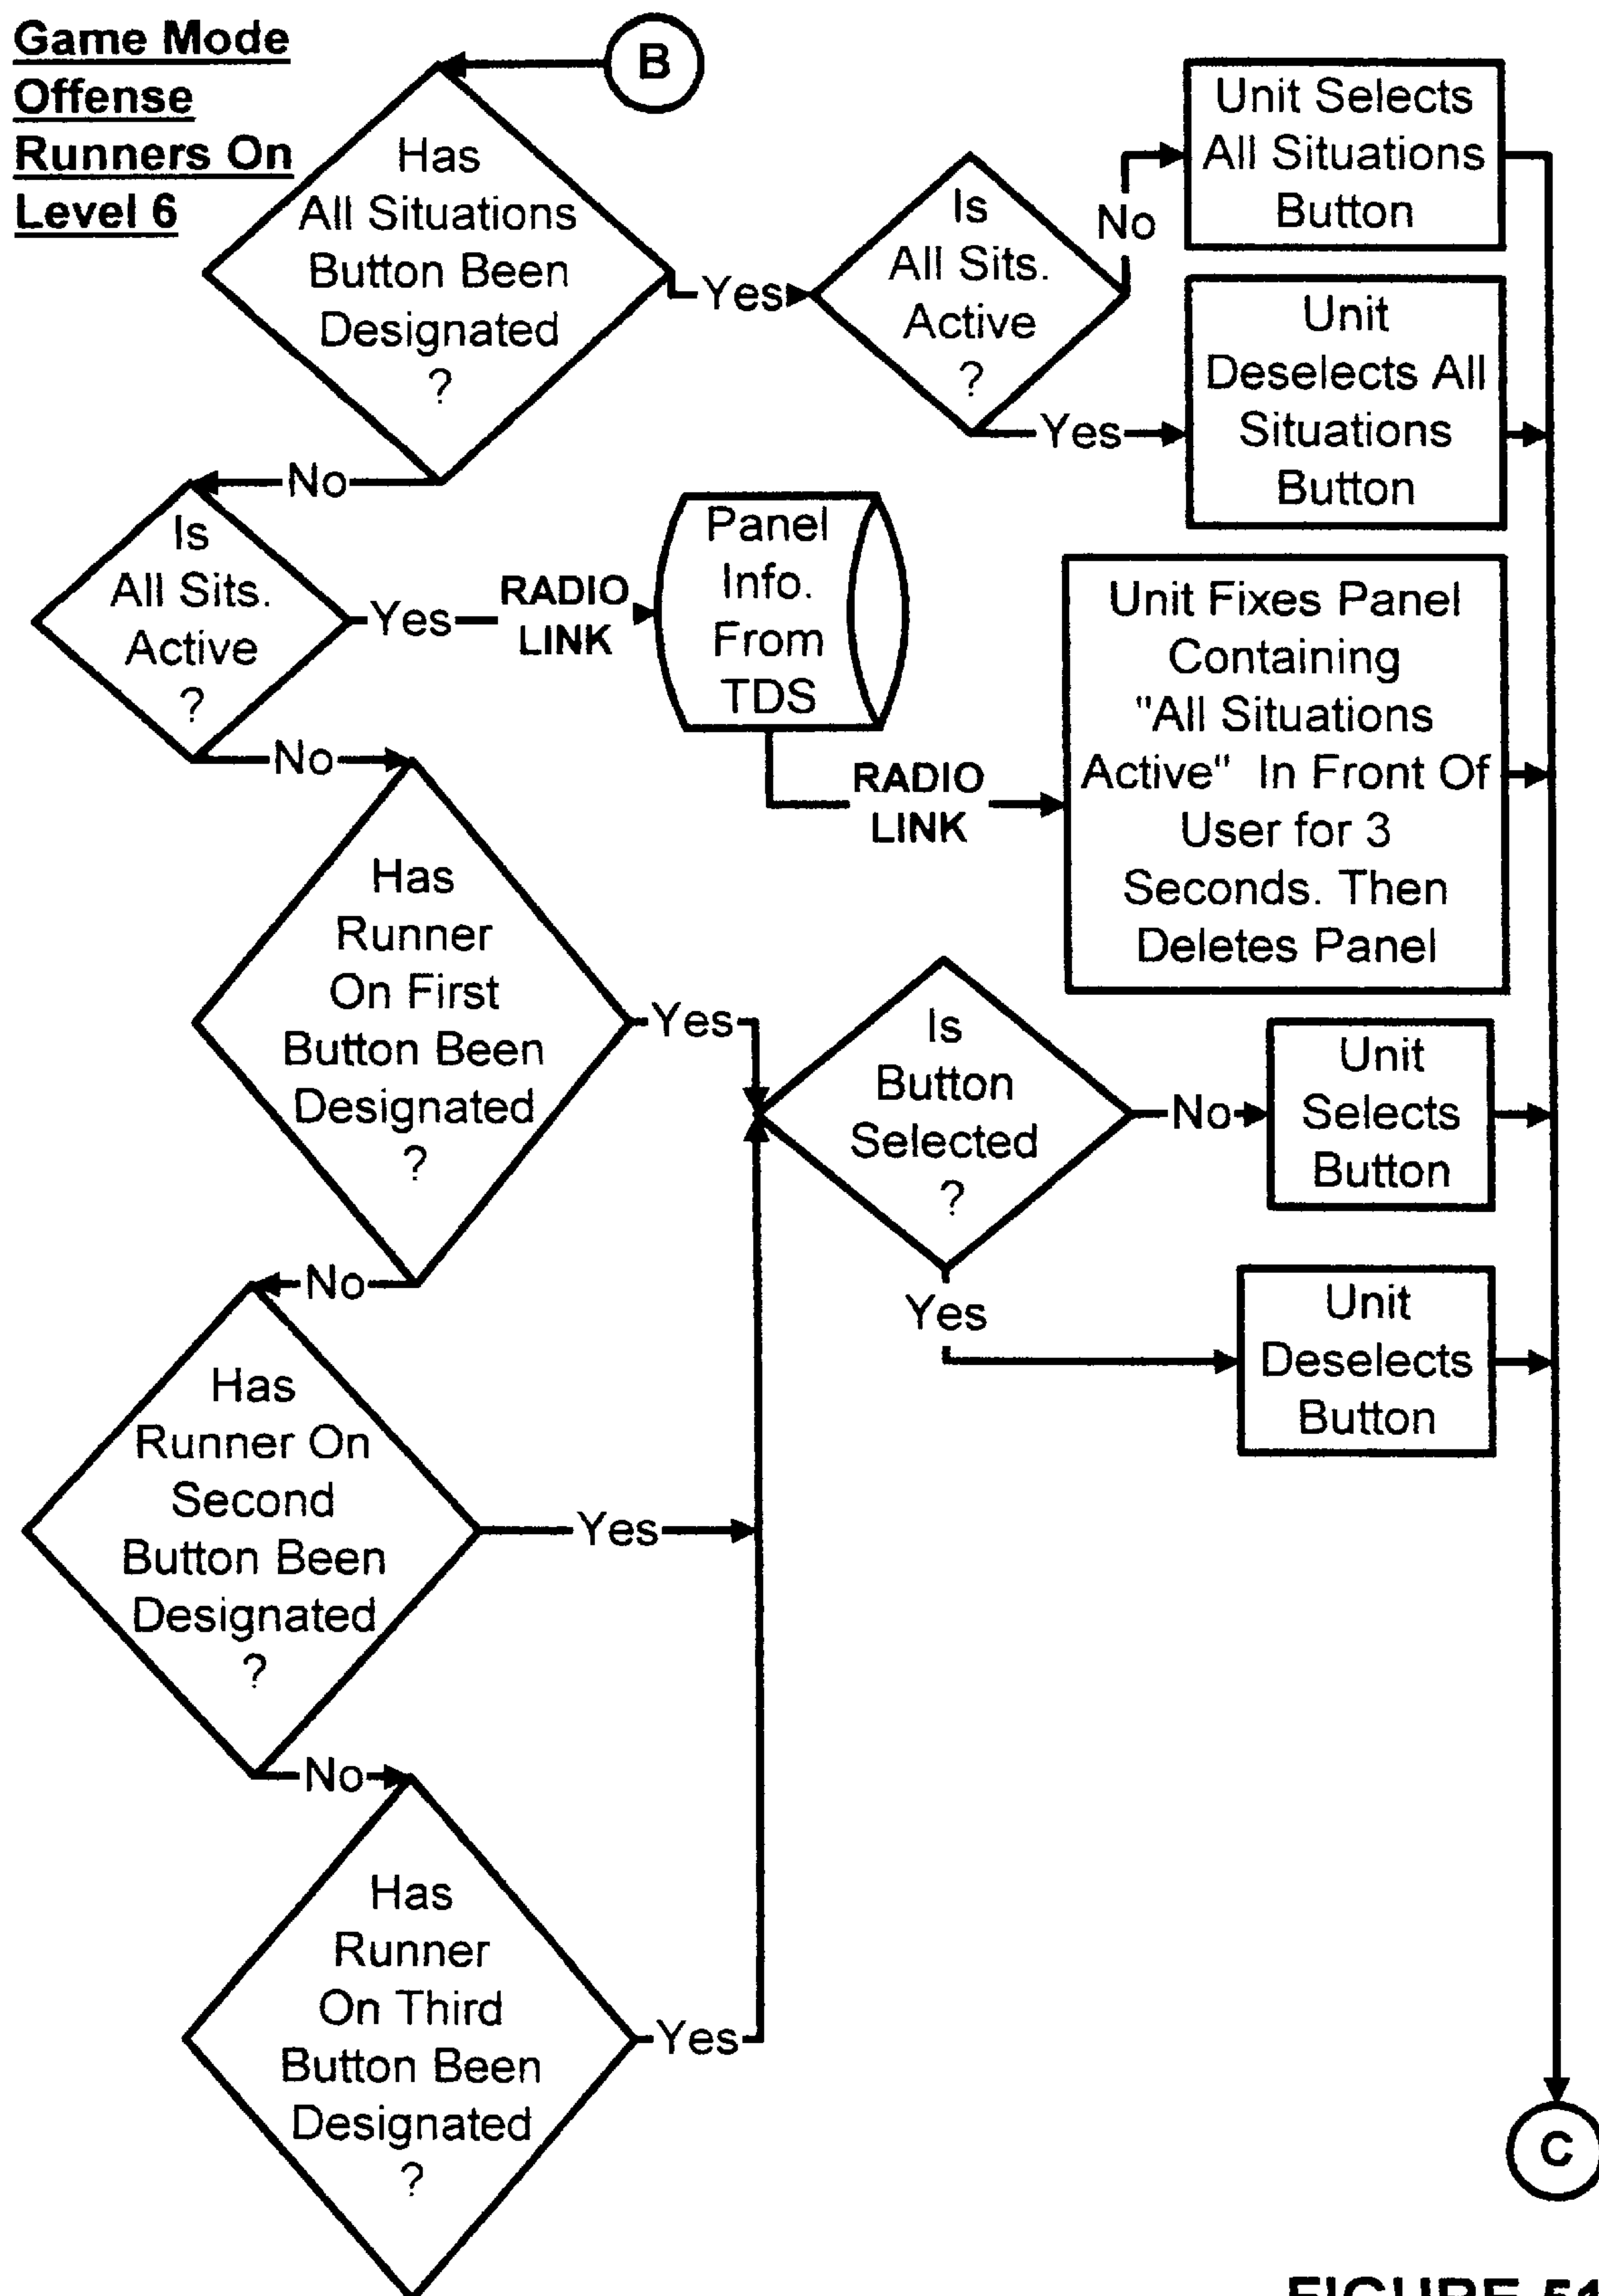 Game Mode
Offense
Runners On
Level 6
B
Has
All Situations
Button Been
Designated
?
Yes
Is
All Sits.
Active
?
No
Unit Selects
All Situations
Button
Yes
Unit
Deselects All
Situations
Button
No
Is
All Sits.
Active
?
Yes
RADIO
LINK
Panel
Info.
From
TDS
RADIO
LINK
Unit Fixes Panel
Containing
"All Situations
Active" In Front Of
User for 3
Seconds. Then
Deletes Panel
No
Has
Runner
On First
Button Been
Designated
?
Yes
Is
Button
Selected
?
No
Unit
Selects
Button
Yes
Unit
Deselects
Button
No
Has
Runner On
Second
Button Been
Designated
?
Yes
No
Has
Runner
On Third
Button Been
Designated
?
Yes
C
FIGURE